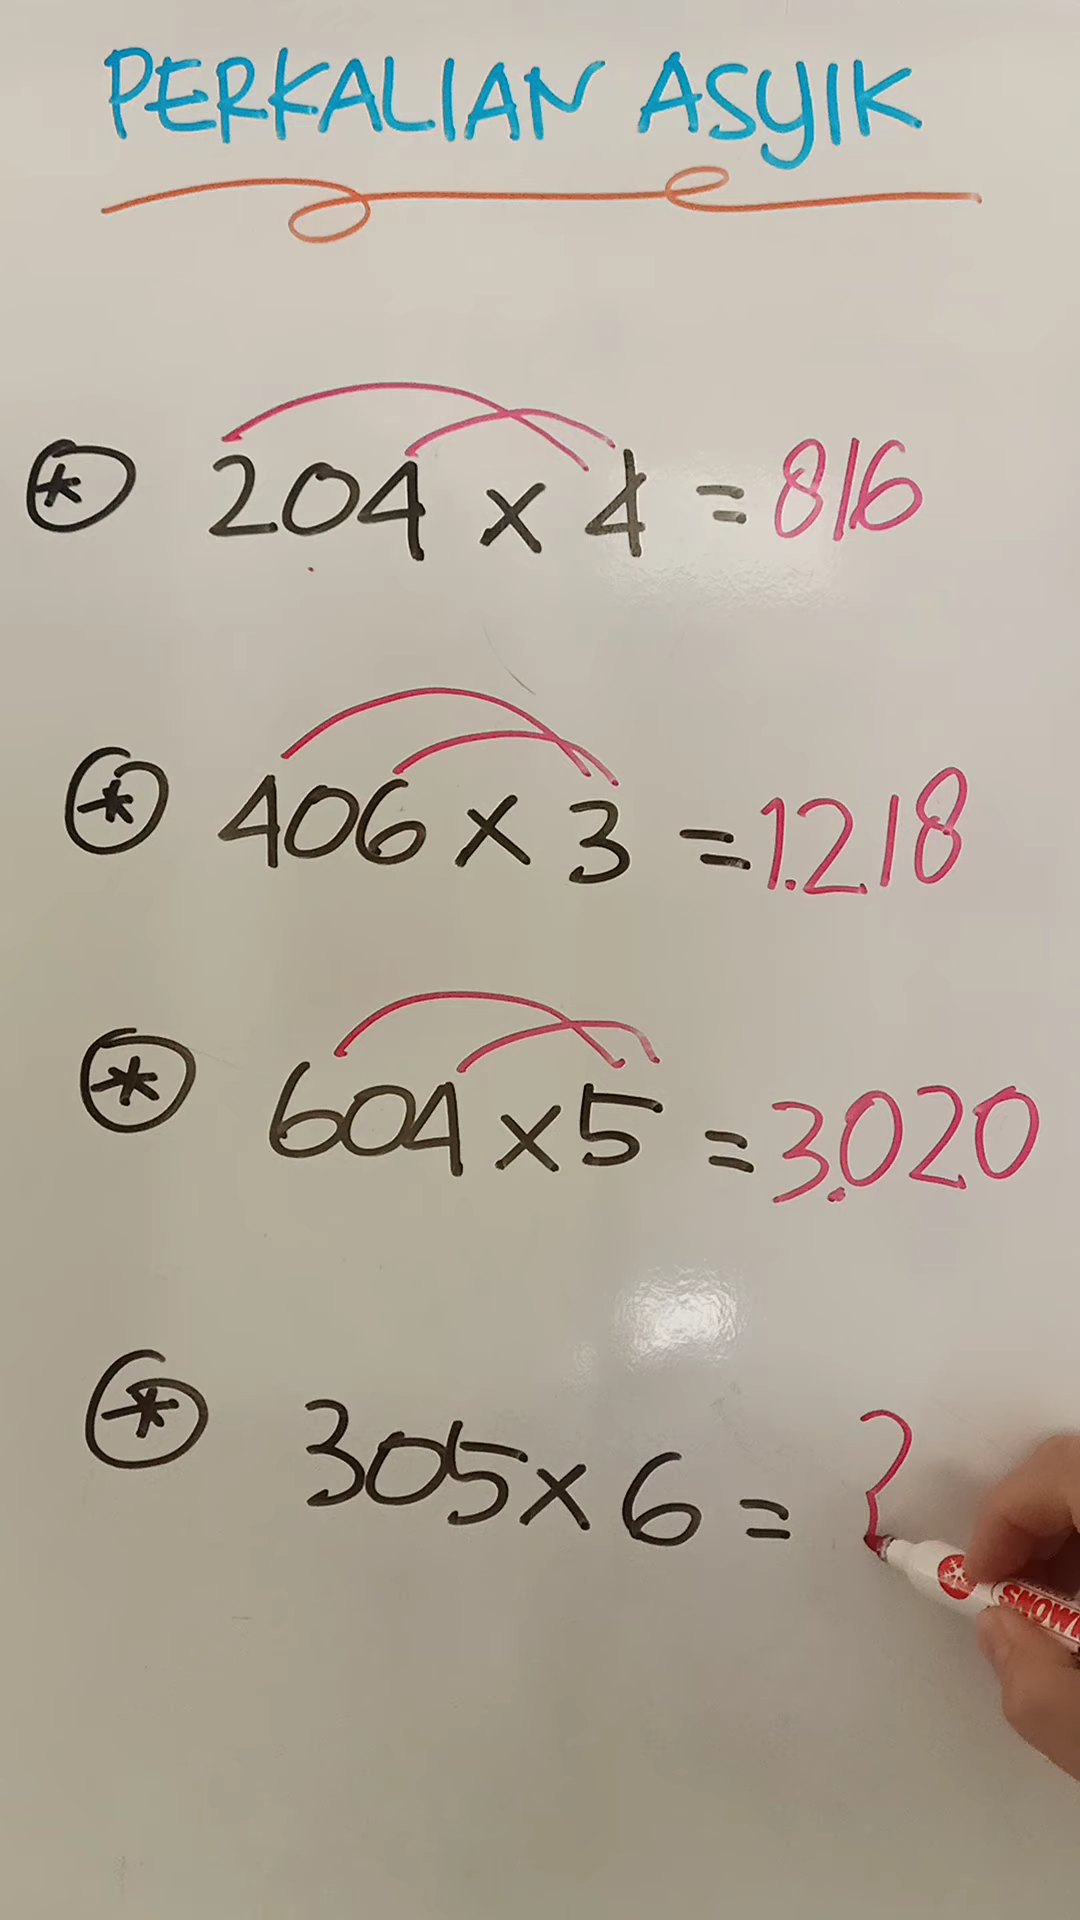 PERKALIAN ASYIK
* 204 x 4 = 816
* 406 x 3 = 1.218
* 604 x 5 = 3.020
* 305 x 6 = ?